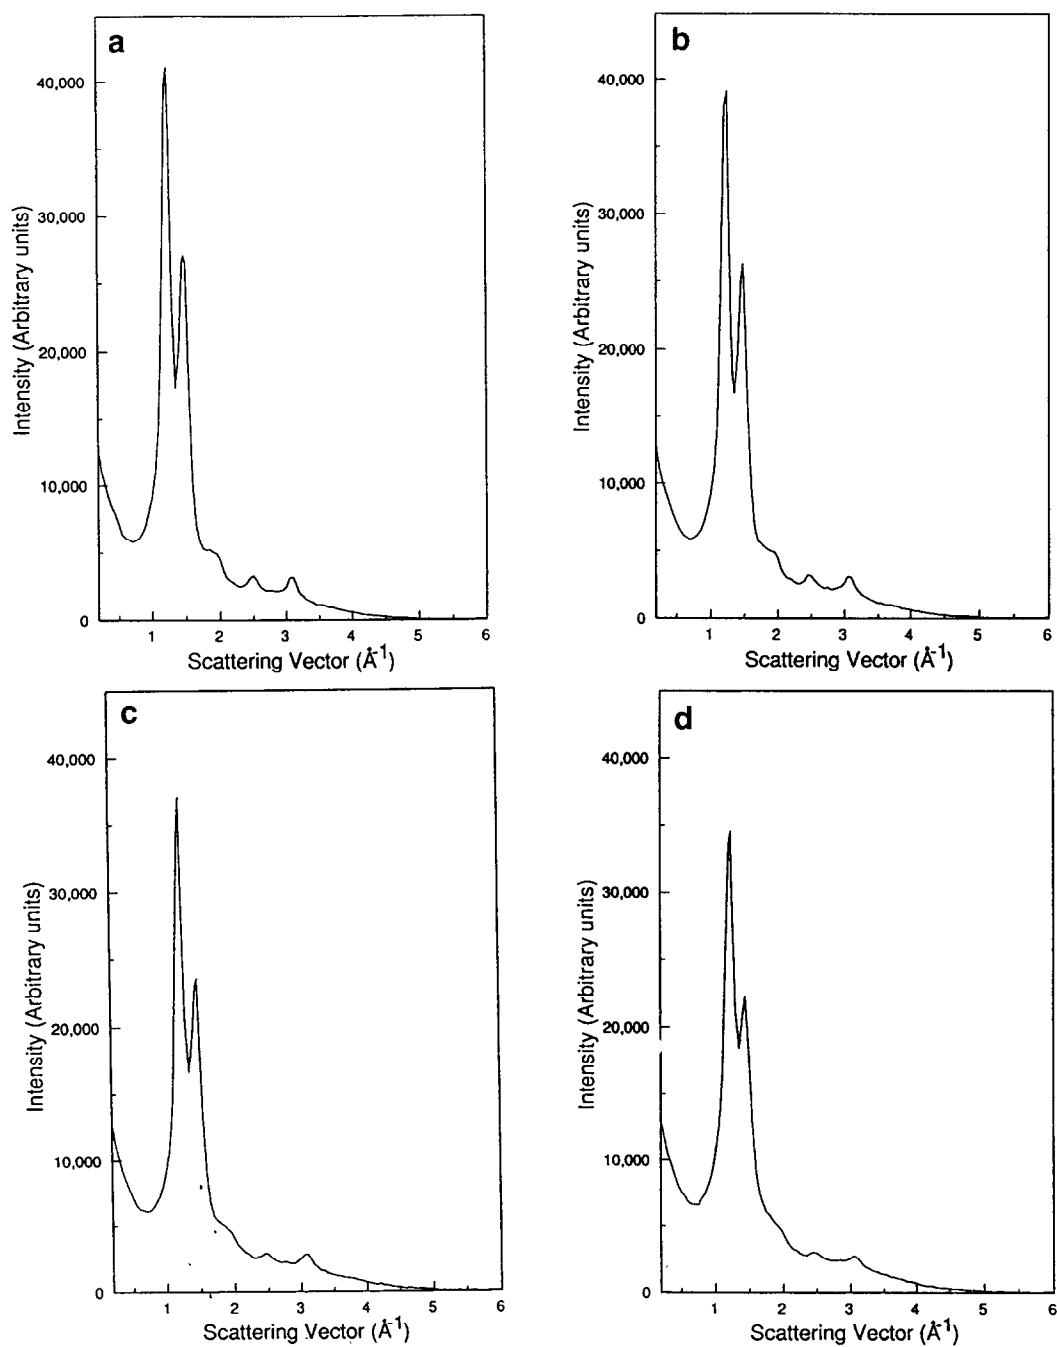 a
40,000
30,000
20,000
10,000
0
Intensity (Arbitrary units)
1 2 3 4 5 6
Scattering Vector (Å⁻¹)
b
40,000
30,000
20,000
10,000
0
Intensity (Arbitrary units)
1 2 3 4 5 6
Scattering Vector (Å⁻¹)
c
40,000
30,000
20,000
10,000
0
Intensity (Arbitrary units)
1 2 3 4 5 6
Scattering Vector (Å⁻¹)
d
40,000
30,000
20,000
10,000
0
Intensity (Arbitrary units)
1 2 3 4 5 6
Scattering Vector (Å⁻¹)